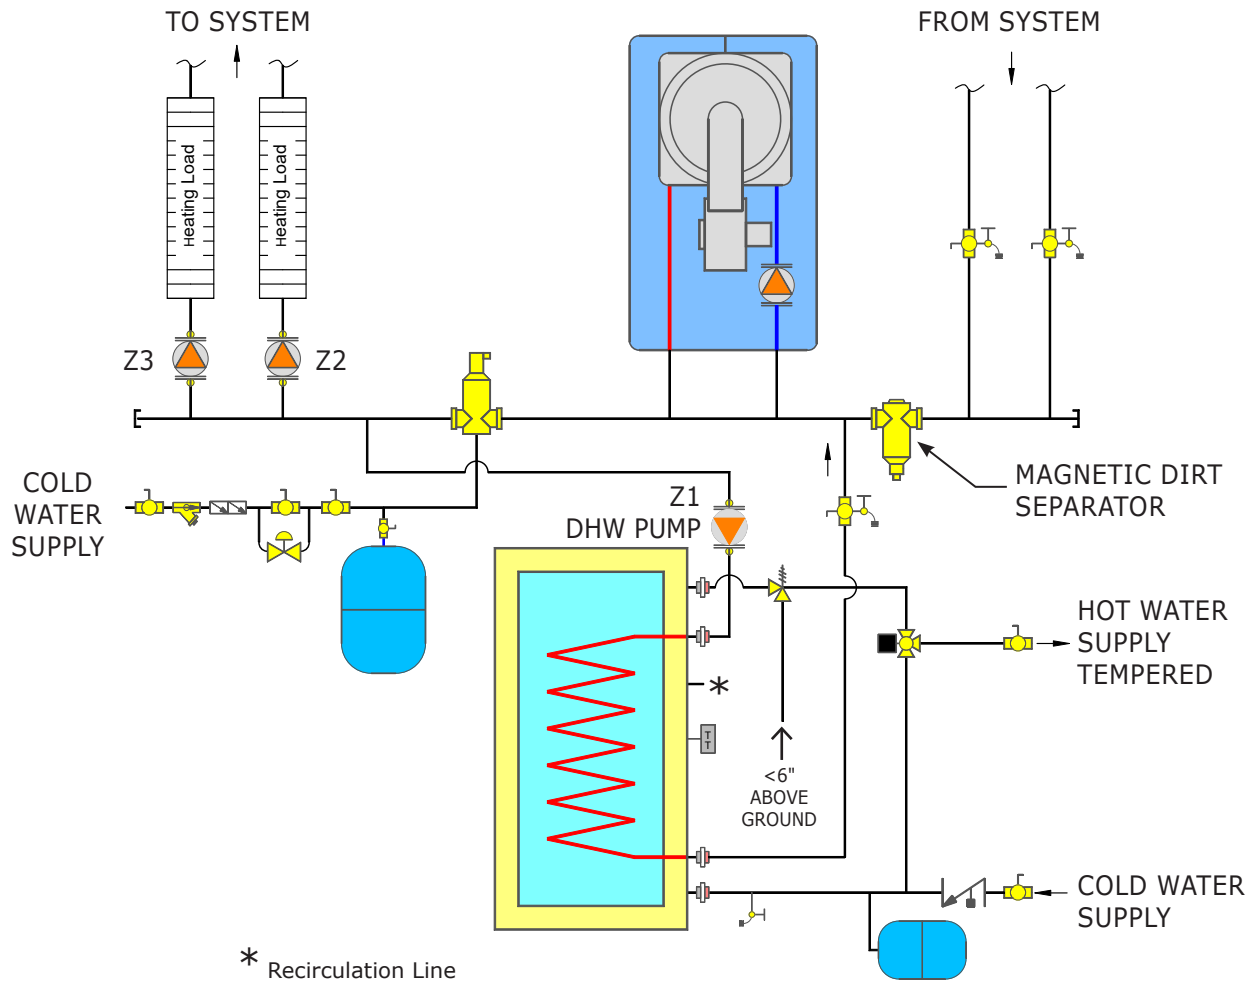 TO SYSTEM
FROM SYSTEM
Heating Load
Heating Load
Z3
Z2
COLD
WATER
SUPPLY
Z1
DHW PUMP
MAGNETIC DIRT
SEPARATOR
HOT WATER
SUPPLY
TEMPERED
*
T
T
<6"
ABOVE
GROUND
COLD WATER
SUPPLY
* Recirculation Line